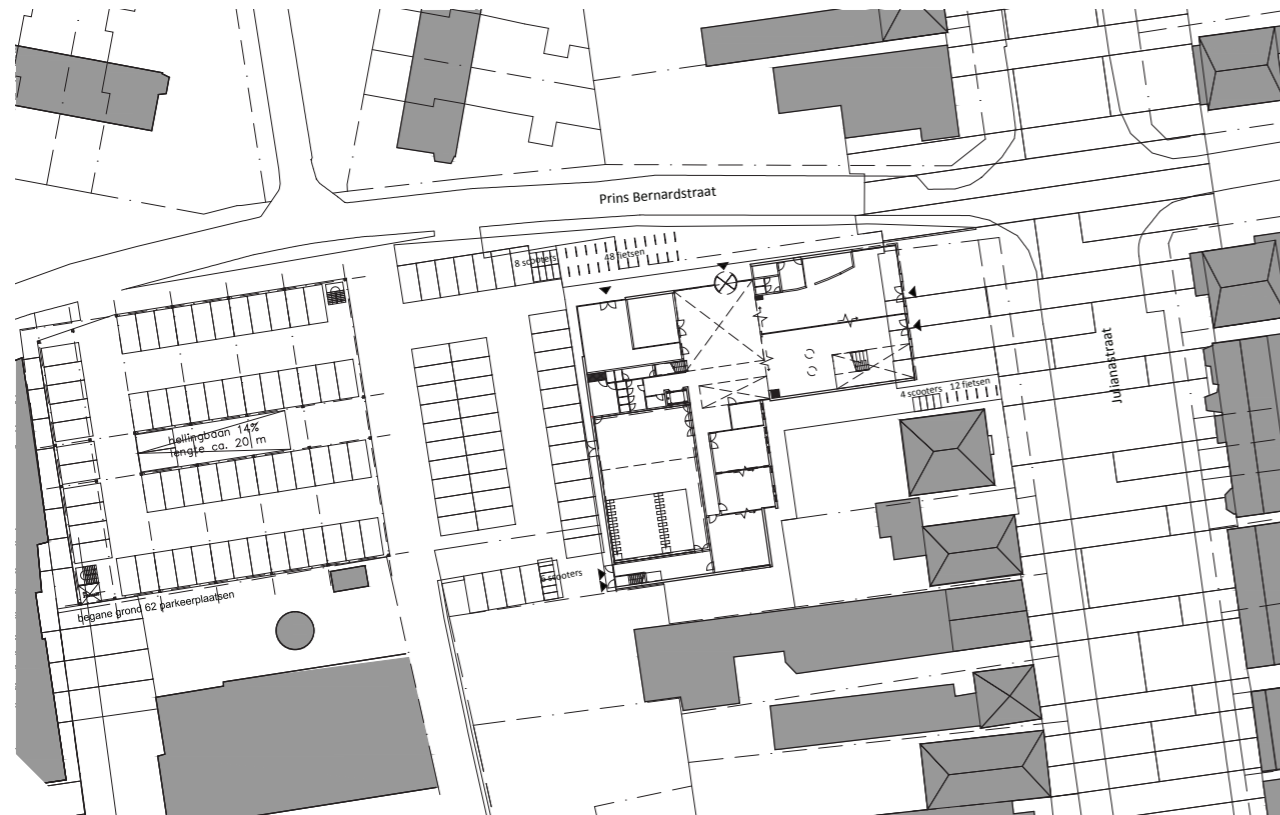 Prins Bernardstraat
8 scooters
48 fietsen
Julianastraat
4 scooters 12 fietsen
hellingbaan 14%
lengte ca. 20 m
scooters
begane grond 62 parkeerplaatsen